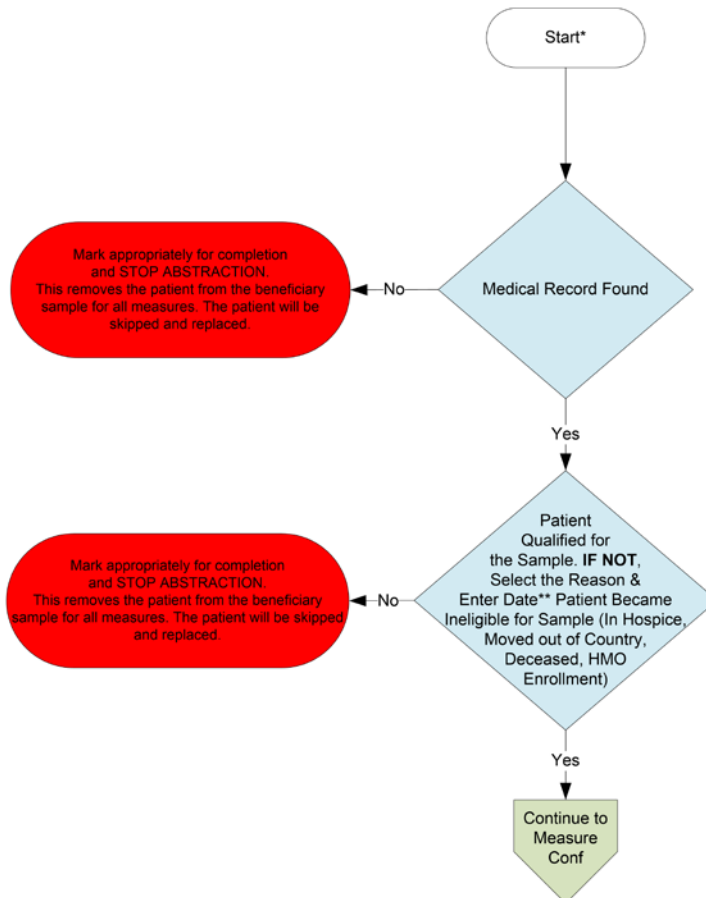 Start*
Mark appropriately for completion
and STOP ABSTRACTION.
This removes the patient from the beneficiary
sample for all measures. The patient will be
skipped and replaced.
No
Medical Record Found
Yes
Mark appropriately for completion
and STOP ABSTRACTION.
This removes the patient from the beneficiary
sample for all measures. The patient will be skipped
and replaced.
No
Patient
Qualified for
the Sample. IF NOT,
Select the Reason &
Enter Date** Patient Became
Ineligible for Sample (In Hospice,
Moved out of Country,
Deceased, HMO
Enrollment)
Yes
Continue to
Measure
Conf